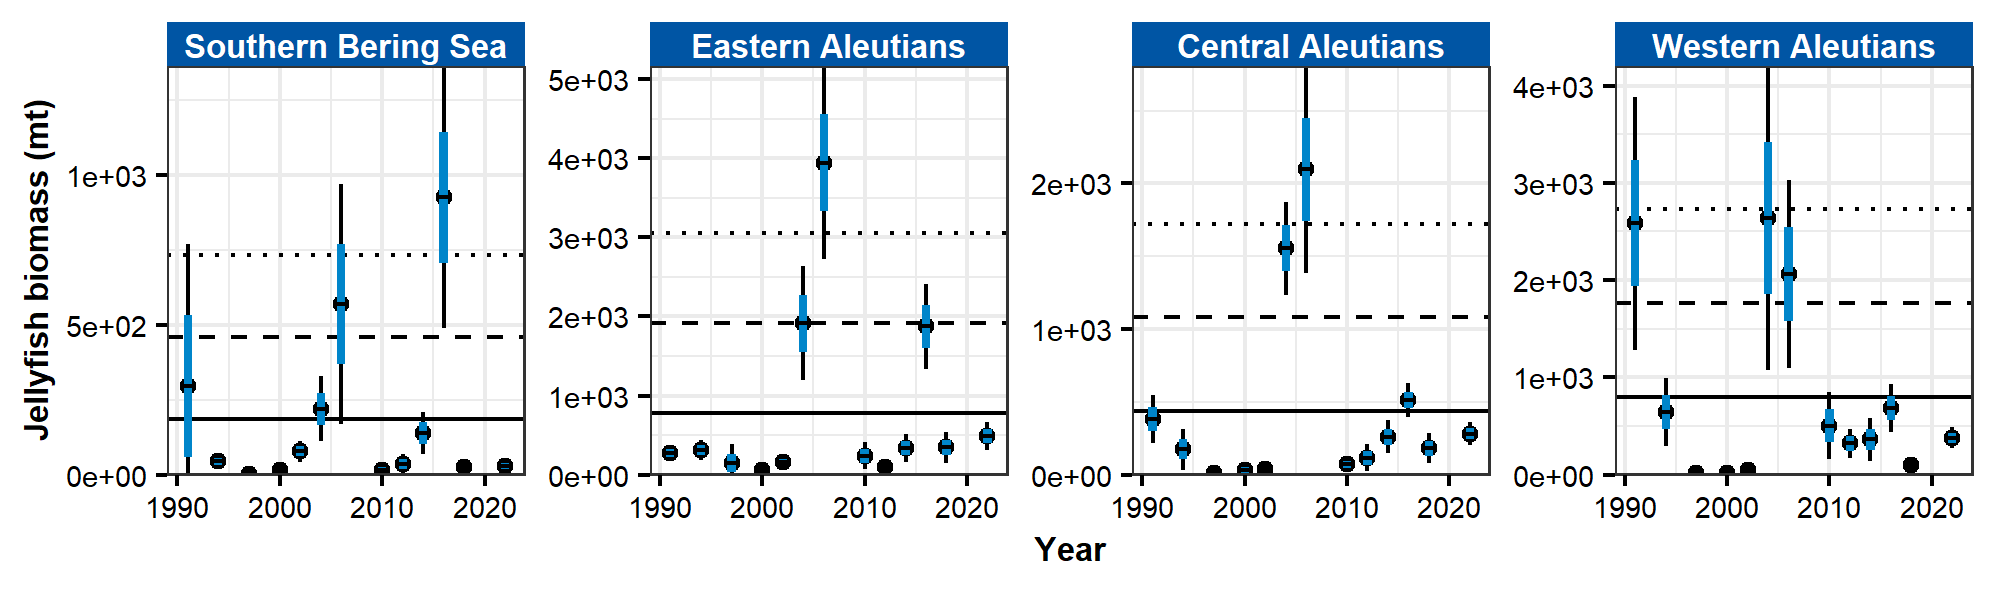 Southern Bering Sea
Eastern Aleutians
Central Aleutians
Western Aleutians
Jellyfish biomass (mt)
1e+03
5e+02
0e+00
1990 2000 2010 2020
5e+03
4e+03
3e+03
2e+03
1e+03
0e+00
1990 2000 2010 2020
2e+03
1e+03
0e+00
1990 2000 2010 2020
4e+03
3e+03
2e+03
1e+03
0e+00
1990 2000 2010 2020
Year